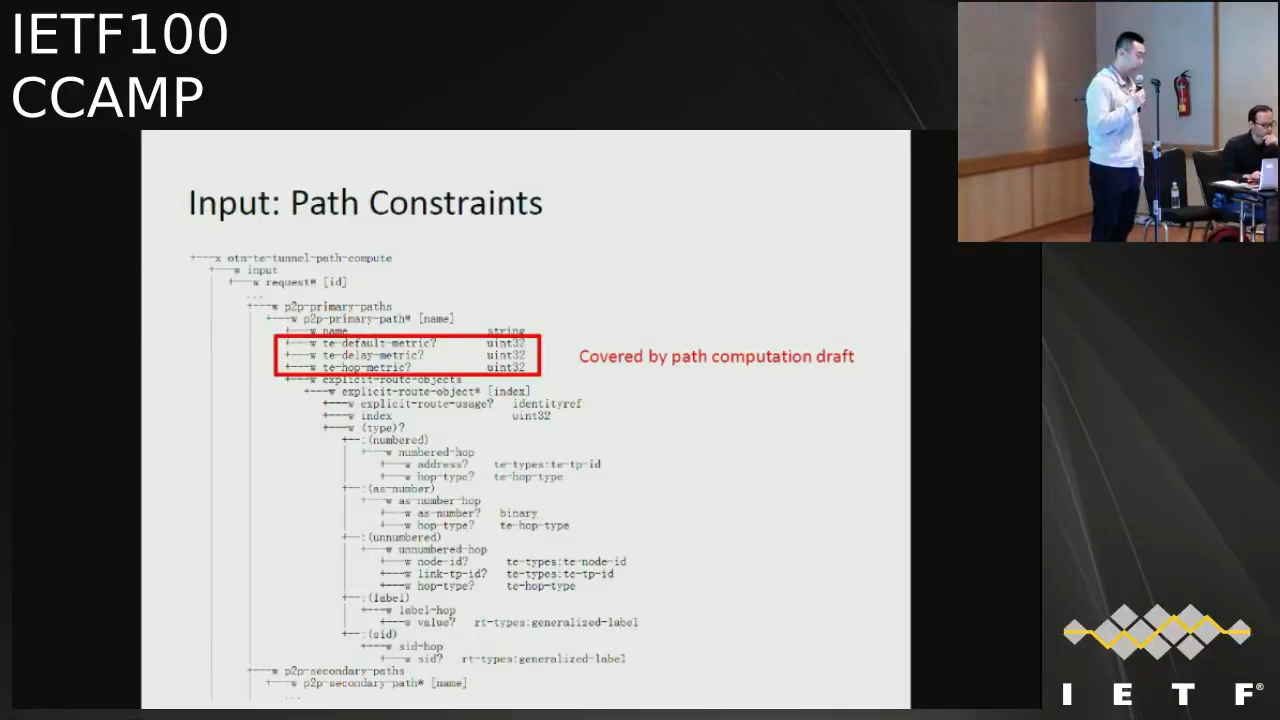 IETF100
CCAMP
Input: Path Constraints
+---x otn-te-tunnel-path-compute
+---w input
+---w request* [id]
...
+---w p2p-primary-paths
+---w p2p-primary-path* [name]
+---w name string
+---w te-default-metric? uint32
+---w te-delay-metric? uint32
+---w te-hop-metric? uint32
Covered by path computation draft
+---w explicit-route-objects
+---w explicit-route-object* [index]
+---w explicit-route-usage? identityref
+---w index uint32
+---w (type)?
+--:(numbered)
| +---w numbered-hop
| +---w address? te-types:te-tp-id
| +---w hop-type? te-hop-type
+--:(as-number)
| +---w as-number-hop
| +---w as-number? binary
| +---w hop-type? te-hop-type
+--:(unnumbered)
| +---w unnumbered-hop
| +---w node-id? te-types:te-node-id
| +---w link-tp-id? te-types:te-tp-id
| +---w hop-type? te-hop-type
+--:(label)
| +---w label-hop
| +---w value? rt-types:generalized-label
+--:(sid)
+---w sid-hop
+---w sid? rt-types:generalized-label
+---w p2p-secondary-paths
+---w p2p-secondary-path* [name]
...
I E T F®